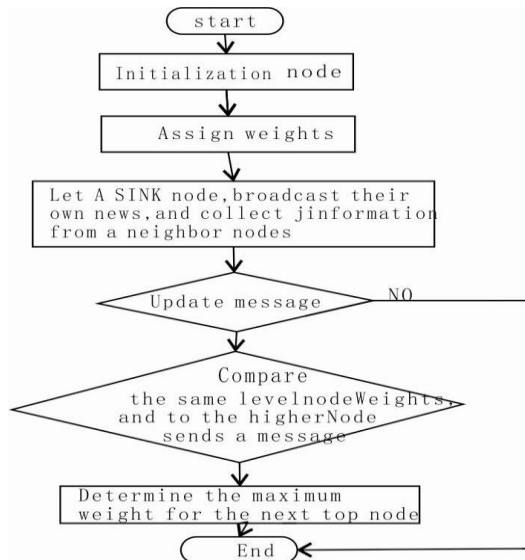 start
Initialization node
Assign weights
Let A SINK node,broadcast their
own news,and collect jinformation
from a neighbor nodes
Update message
NO
Compare
the same levelnodeWeights,
and to the higherNode
sends a message
Determine the maximum
weight for the next top node
End